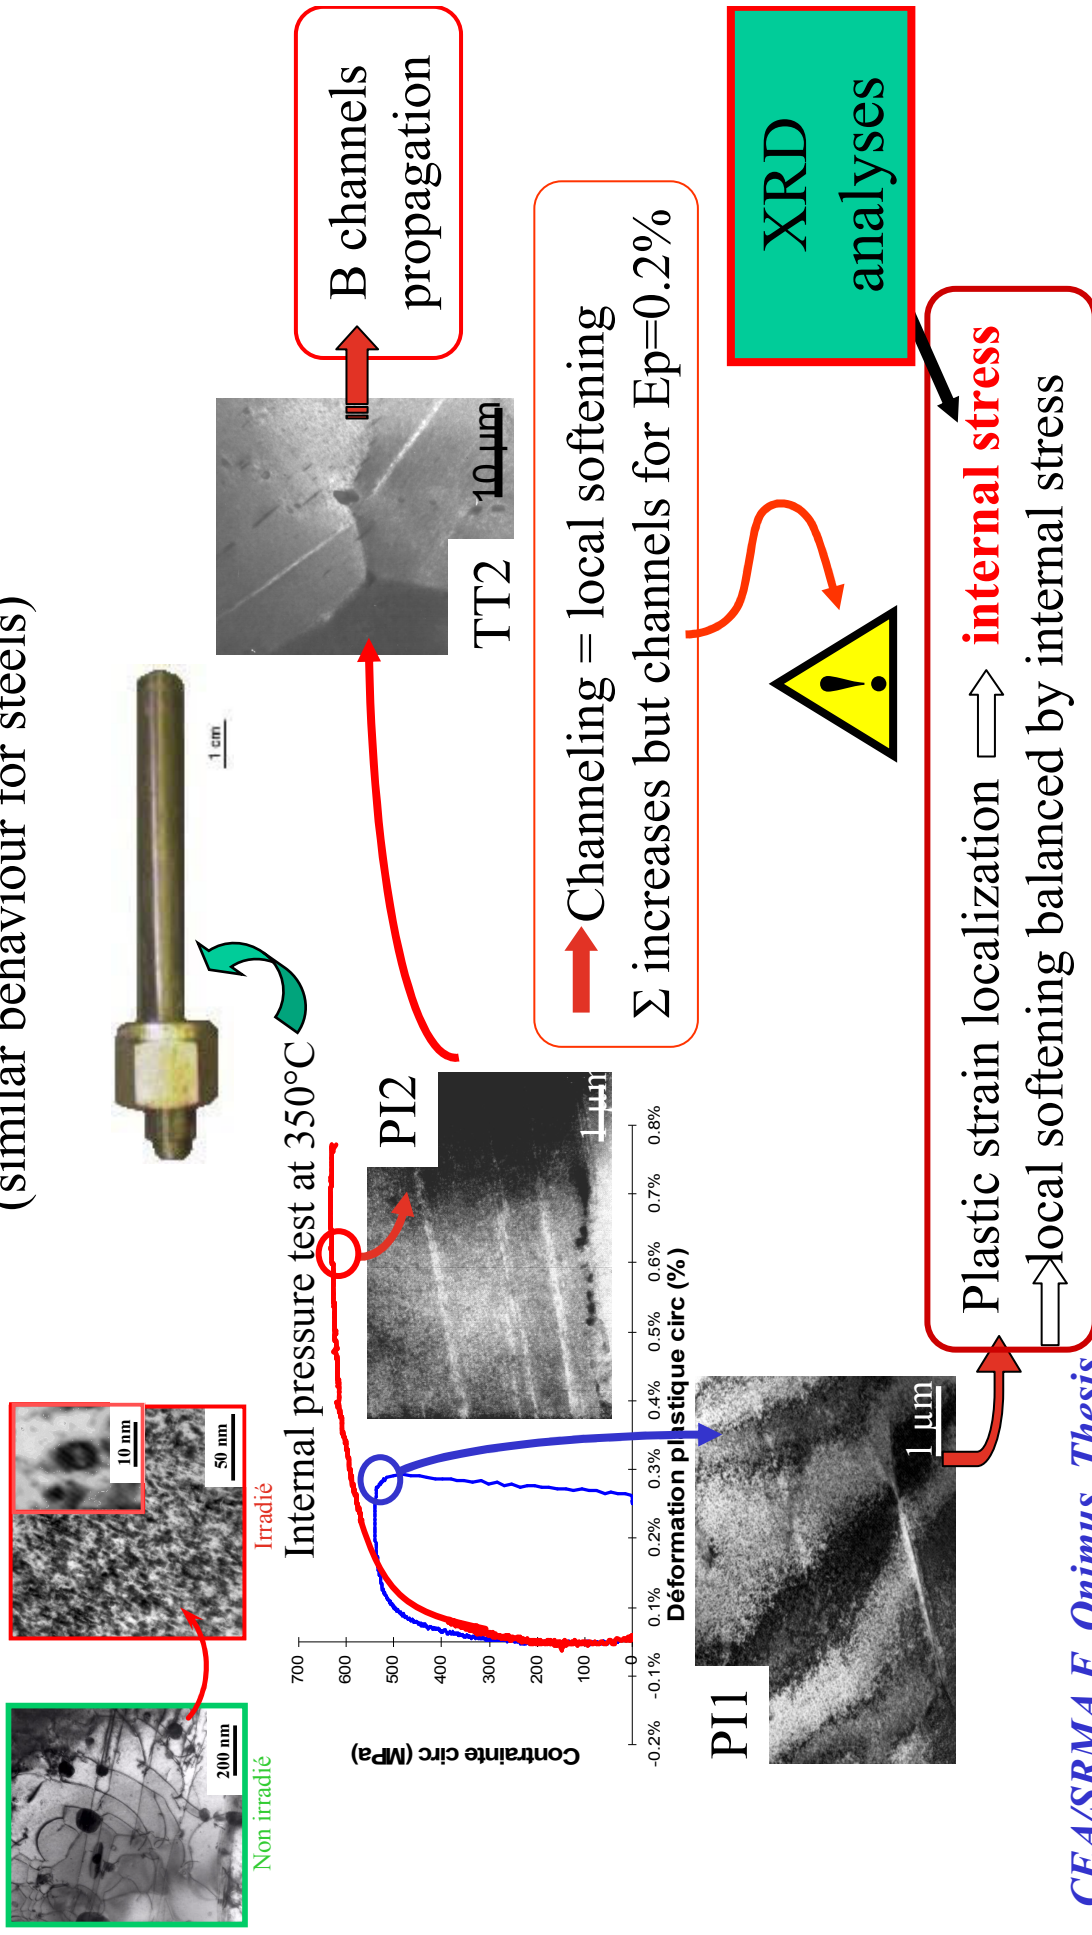 (similar behaviour for steels)
200 nm
Non irradié
10 nm
50 nm
Irradié
1 cm
Internal pressure test at 350°C
Contrainte circ (MPa)
700
600
500
400
300
200
100
0
-0.2%
-0.1%
0.1%
0.2%
0.3%
0.4%
0.5%
0.6%
0.7%
0.8%
Déformation plastique circ (%)
PI2
1 µm
PI1
1 µm
TT2
10 µm
B channels
propagation
Channeling = local softening
Σ increases but channels for Ep=0.2%
XRD
analyses
Plastic strain localization internal stress
local softening balanced by internal stress
CEA/SRMA F. Onimus Thesis